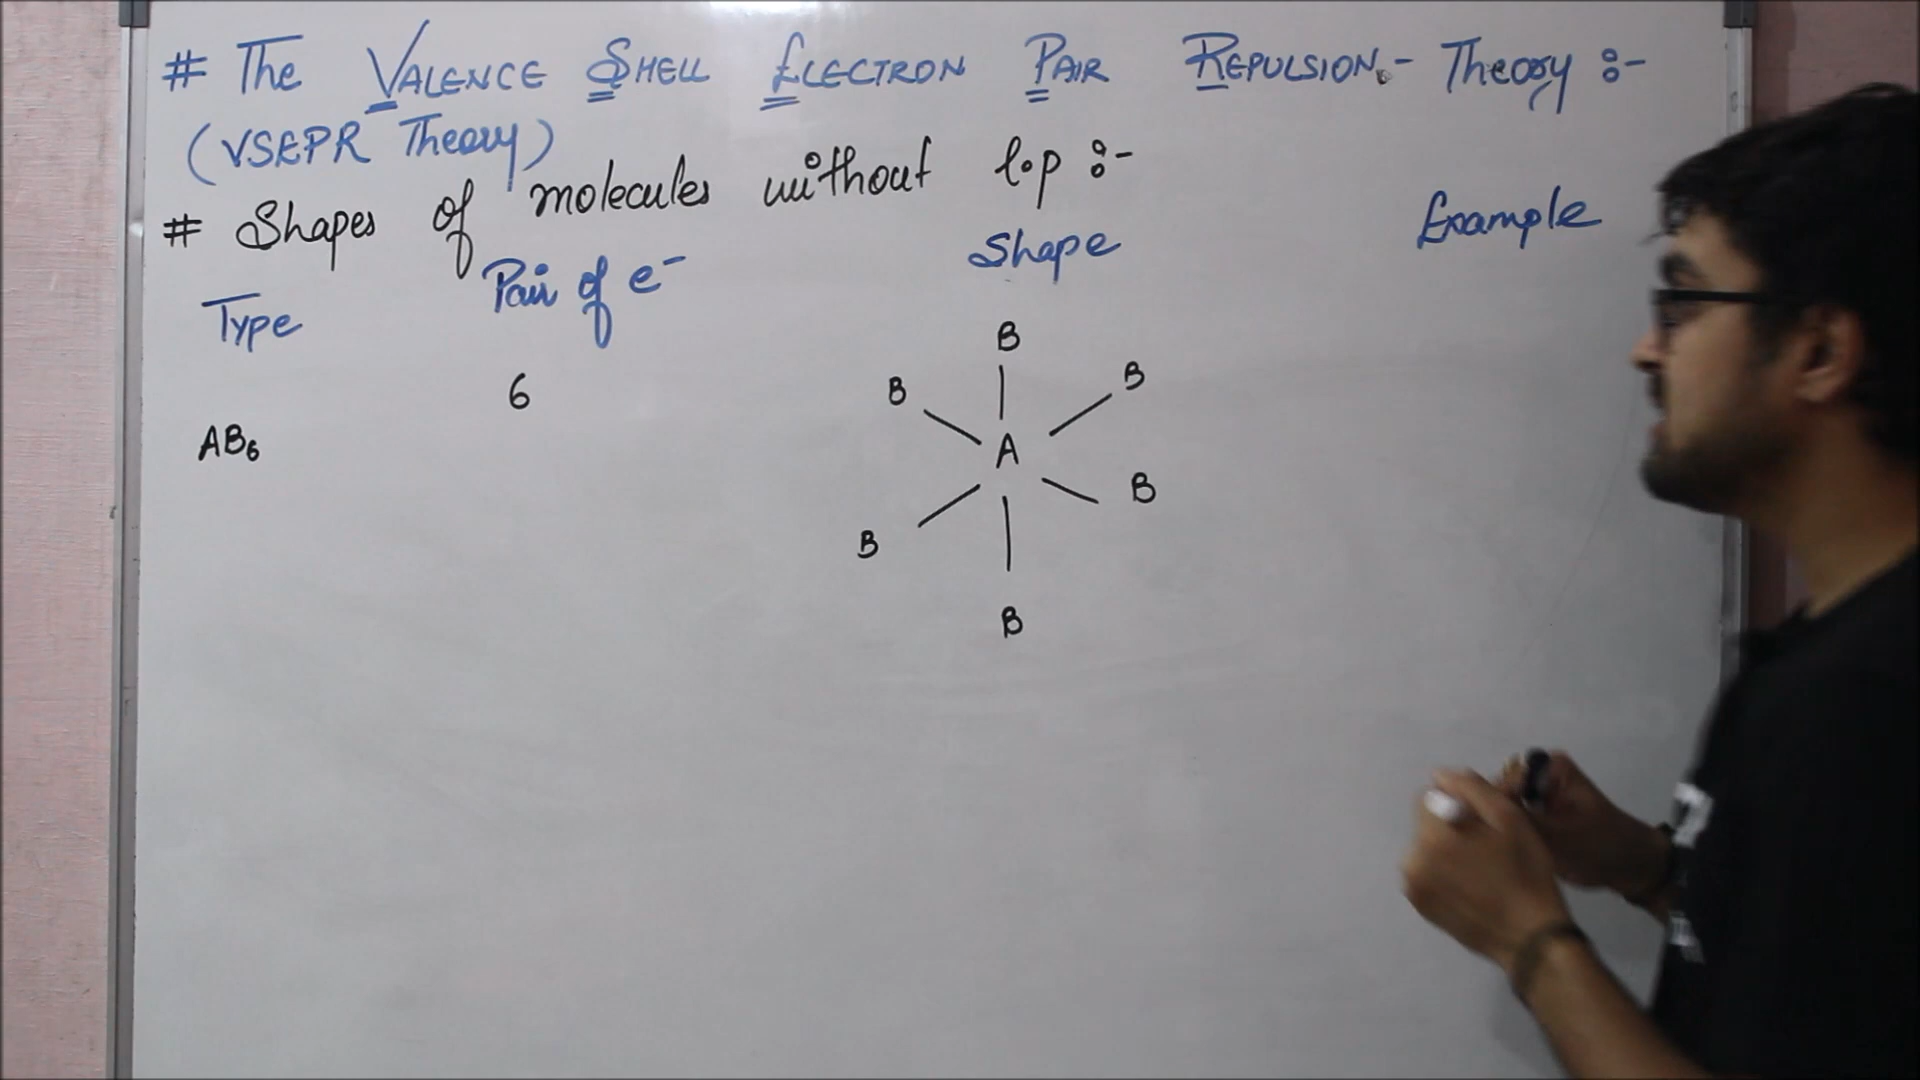 # The VALENCE SHELL ELECTRON PAIR REPULSION.- Theory :-
(VSEPR Theory)
# Shapes of molecules without l.p :-
Type Pair of e⁻ Shape Example
AB₆ 6
B
B B
A
B B
B